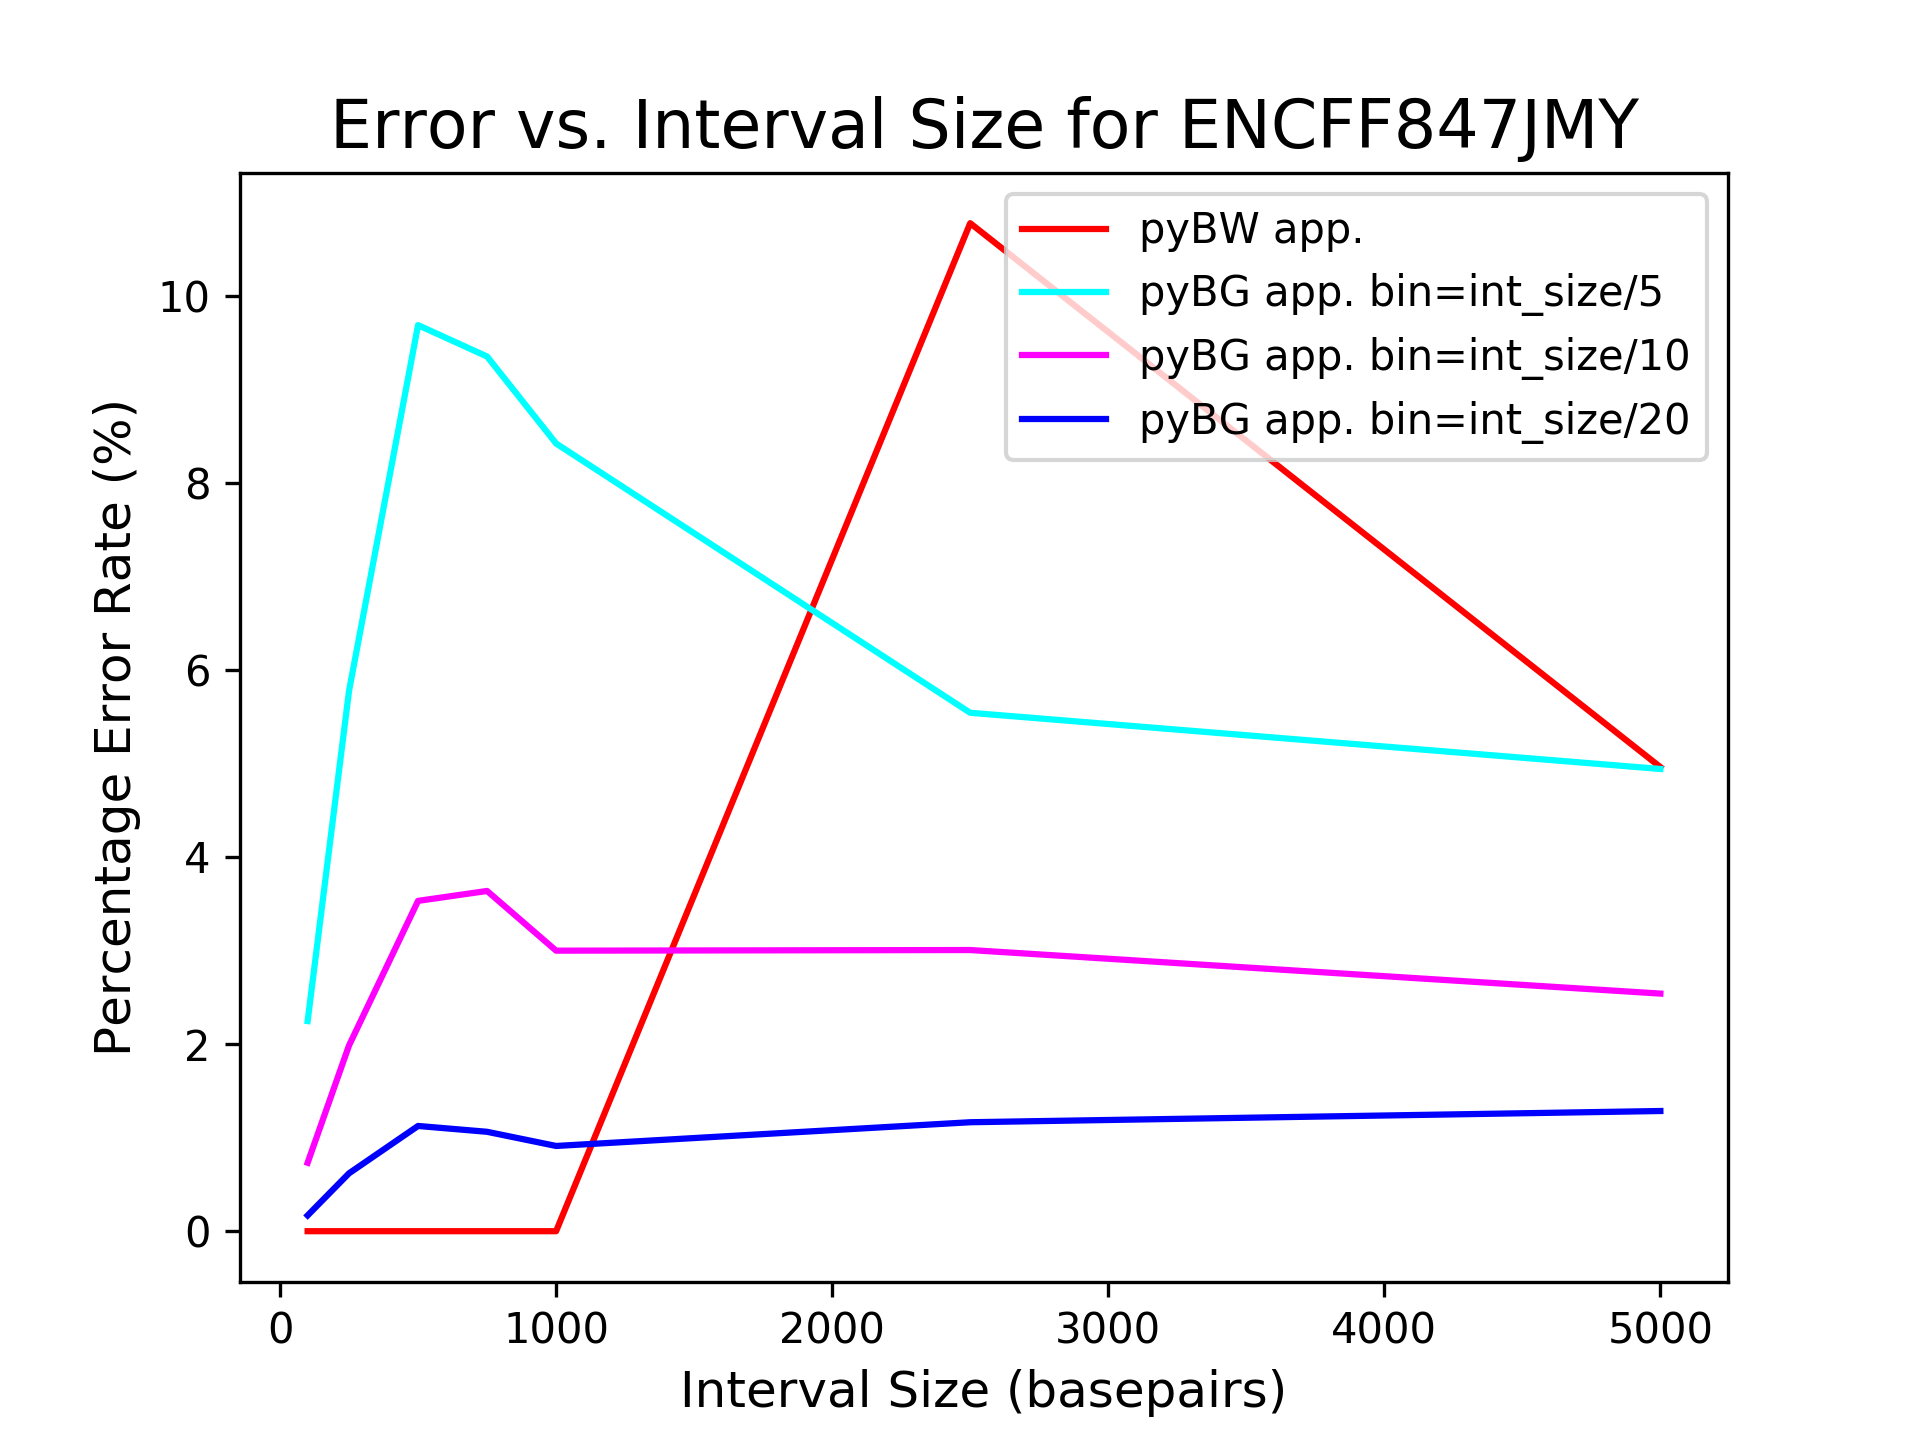 Error vs. Interval Size for ENCFF847JMY
pyBW app.
pyBG app. bin=int_size/5
pyBG app. bin=int_size/10
pyBG app. bin=int_size/20
Percentage Error Rate (%)
10
8
6
4
2
0
0 1000 2000 3000 4000 5000
Interval Size (basepairs)